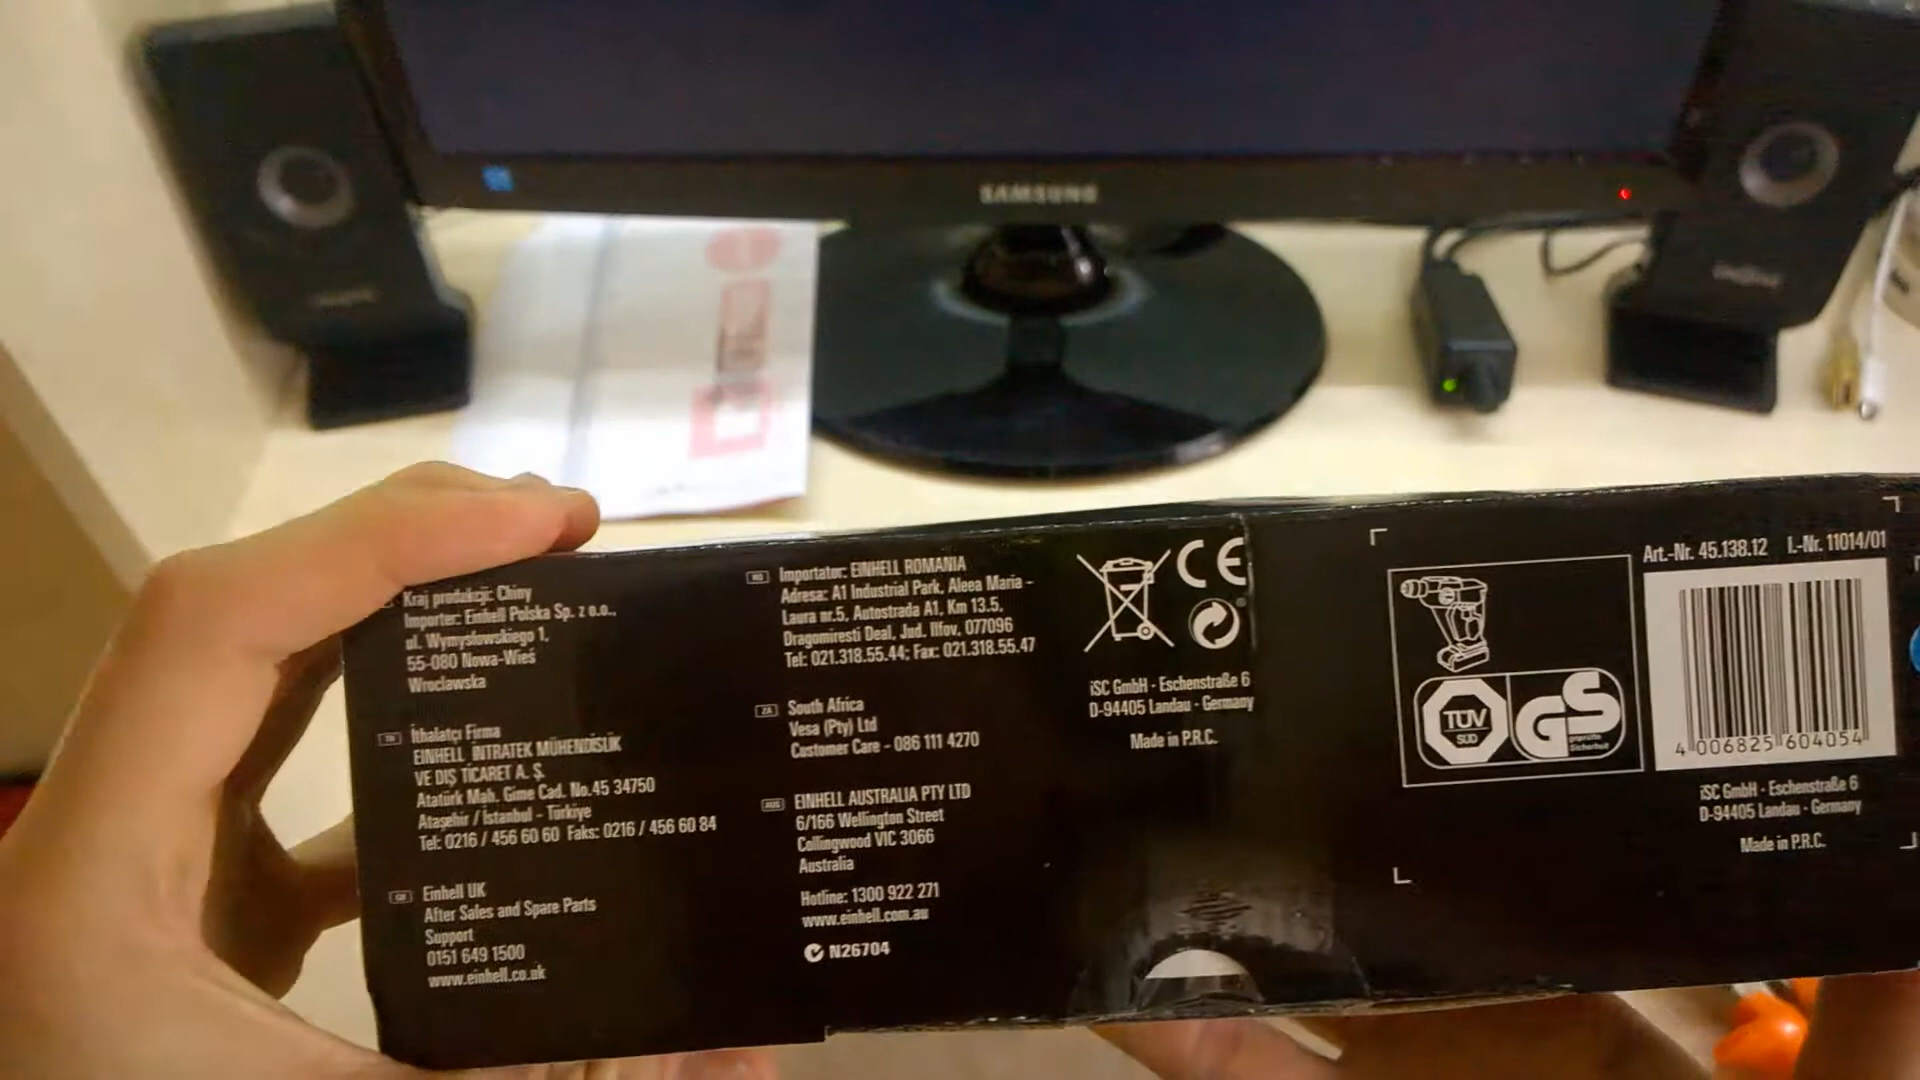 SAMSUNG
Kraj produkcji: Chiny
Importer: Einhell Polska Sp. z o.o.,
ul. Wymysłowskiego 1,
55-080 Nowa-Wieś
Wrocławska
TR
İthalatçı Firma
EINHELL İNTRATEK MÜHENDİSLİK
VE DIŞ TİCARET A. Ş.
Atatürk Mah. Girne Cad. No.45 34750
Ataşehir / İstanbul - Türkiye
Tel: 0216 / 456 60 60 Faks: 0216 / 456 60 84
GB
Einhell UK
After Sales and Spare Parts
Support
0151 649 1500
www.einhell.co.uk
RO
Importator: EINHELL ROMANIA
Adresa: A1 Industrial Park, Aleea Maria -
Laura nr.5, Autostrada A1, Km 13.5,
Dragomiresti Deal, Jud. Ilfov, 077096
Tel: 021.318.55.44; Fax: 021.318.55.47
ZA
South Africa
Vesa (Pty) Ltd
Customer Care - 086 111 4270
AUS
EINHELL AUSTRALIA PTY LTD
6/166 Wellington Street
Collingwood VIC 3066
Australia
Hotline: 1300 922 271
www.einhell.com.au
N26704
CE
iSC GmbH - Eschenstraße 6
D-94405 Landau - Germany
Made in P.R.C.
TÜV
SÜD
GS
geprüfte
Sicherheit
Art.-Nr. 45.138.12 I.-Nr. 11014/01
4 006825 604054
iSC GmbH - Eschenstraße 6
D-94405 Landau - Germany
Made in P.R.C.